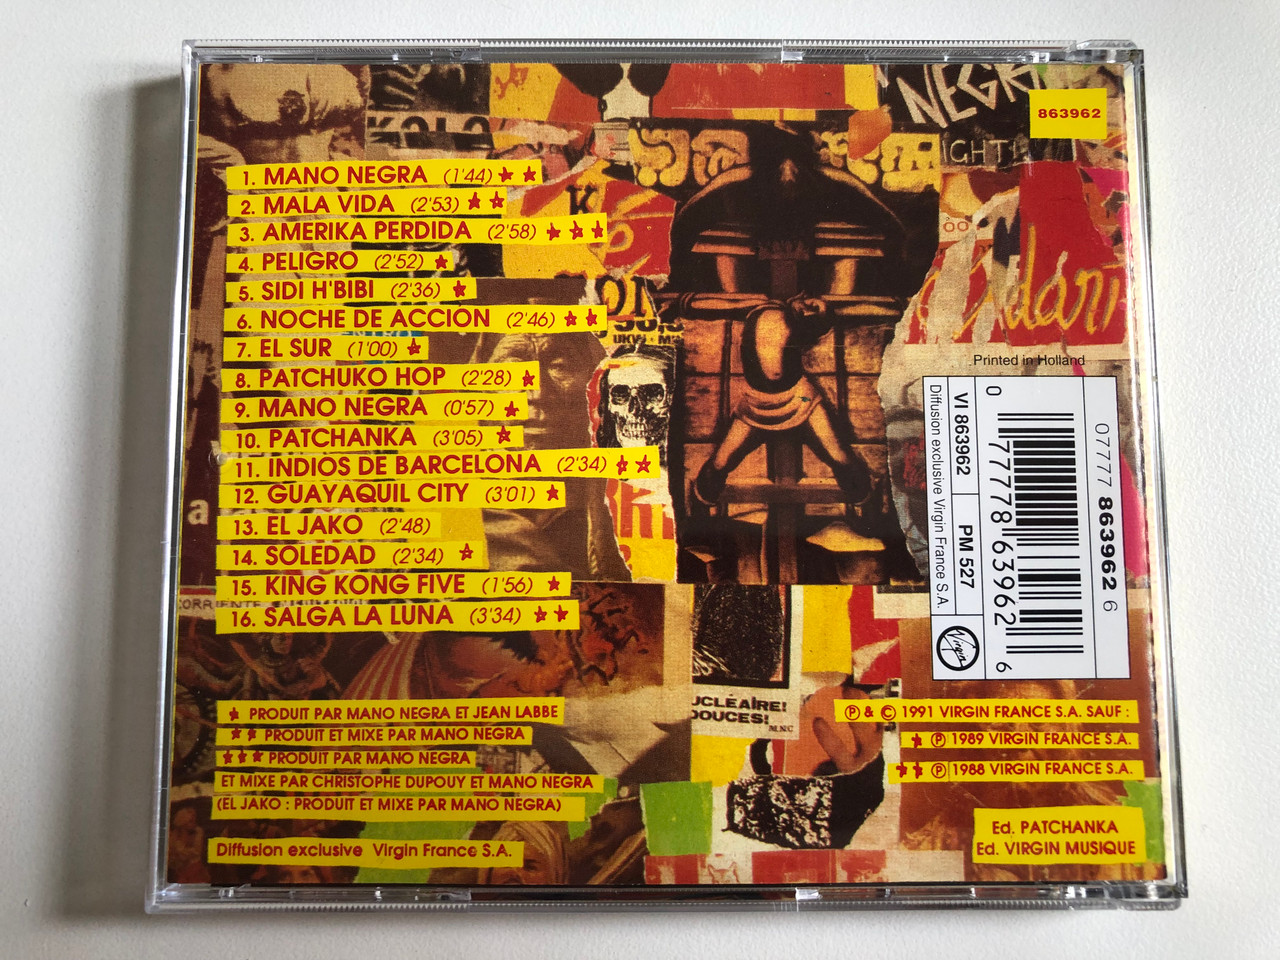 NEGR
IGHT
863962
KOLO
1. MANO NEGRA (1'44) ★ ★
2. MALA VIDA (2'53) ★ ★
3. AMERIKA PERDIDA (2'58) ★ ★ ★
4. PELIGRO (2'52) ★
5. SIDI H'BIBI (2'36) ★
6. NOCHE DE ACCION (2'46) ★ ★
7. EL SUR (1'00) ★
8. PATCHUKO HOP (2'28) ★
9. MANO NEGRA (0'57) ★
10. PATCHANKA (3'05) ★
11. INDIOS DE BARCELONA (2'34) ★ ★
12. GUAYAQUIL CITY (3'01) ★
13. EL JAKO (2'48)
14. SOLEDAD (2'34) ★
15. KING KONG FIVE (1'56) ★
16. SALGA LA LUNA (3'34) ★ ★
K
a
Printed in Holland
Diffusion exclusive Virgin France S.A.
VI 863962
PM 527
Virgin
0 77778 63962 6
07777 863962 6
UCLÉAIRE!
DOUCES!
M.N.C
★ PRODUIT PAR MANO NEGRA ET JEAN LABBE
★ ★ PRODUIT ET MIXE PAR MANO NEGRA
★ ★ ★ PRODUIT PAR MANO NEGRA
ET MIXE PAR CHRISTOPHE DUPOUY ET MANO NEGRA
(EL JAKO : PRODUIT ET MIXE PAR MANO NEGRA)
Diffusion exclusive Virgin France S.A.
℗ & © 1991 VIRGIN FRANCE S.A. SAUF :
★ ℗ 1989 VIRGIN FRANCE S.A.
★ ★ ℗ 1988 VIRGIN FRANCE S.A.
Ed. PATCHANKA
Ed. VIRGIN MUSIQUE